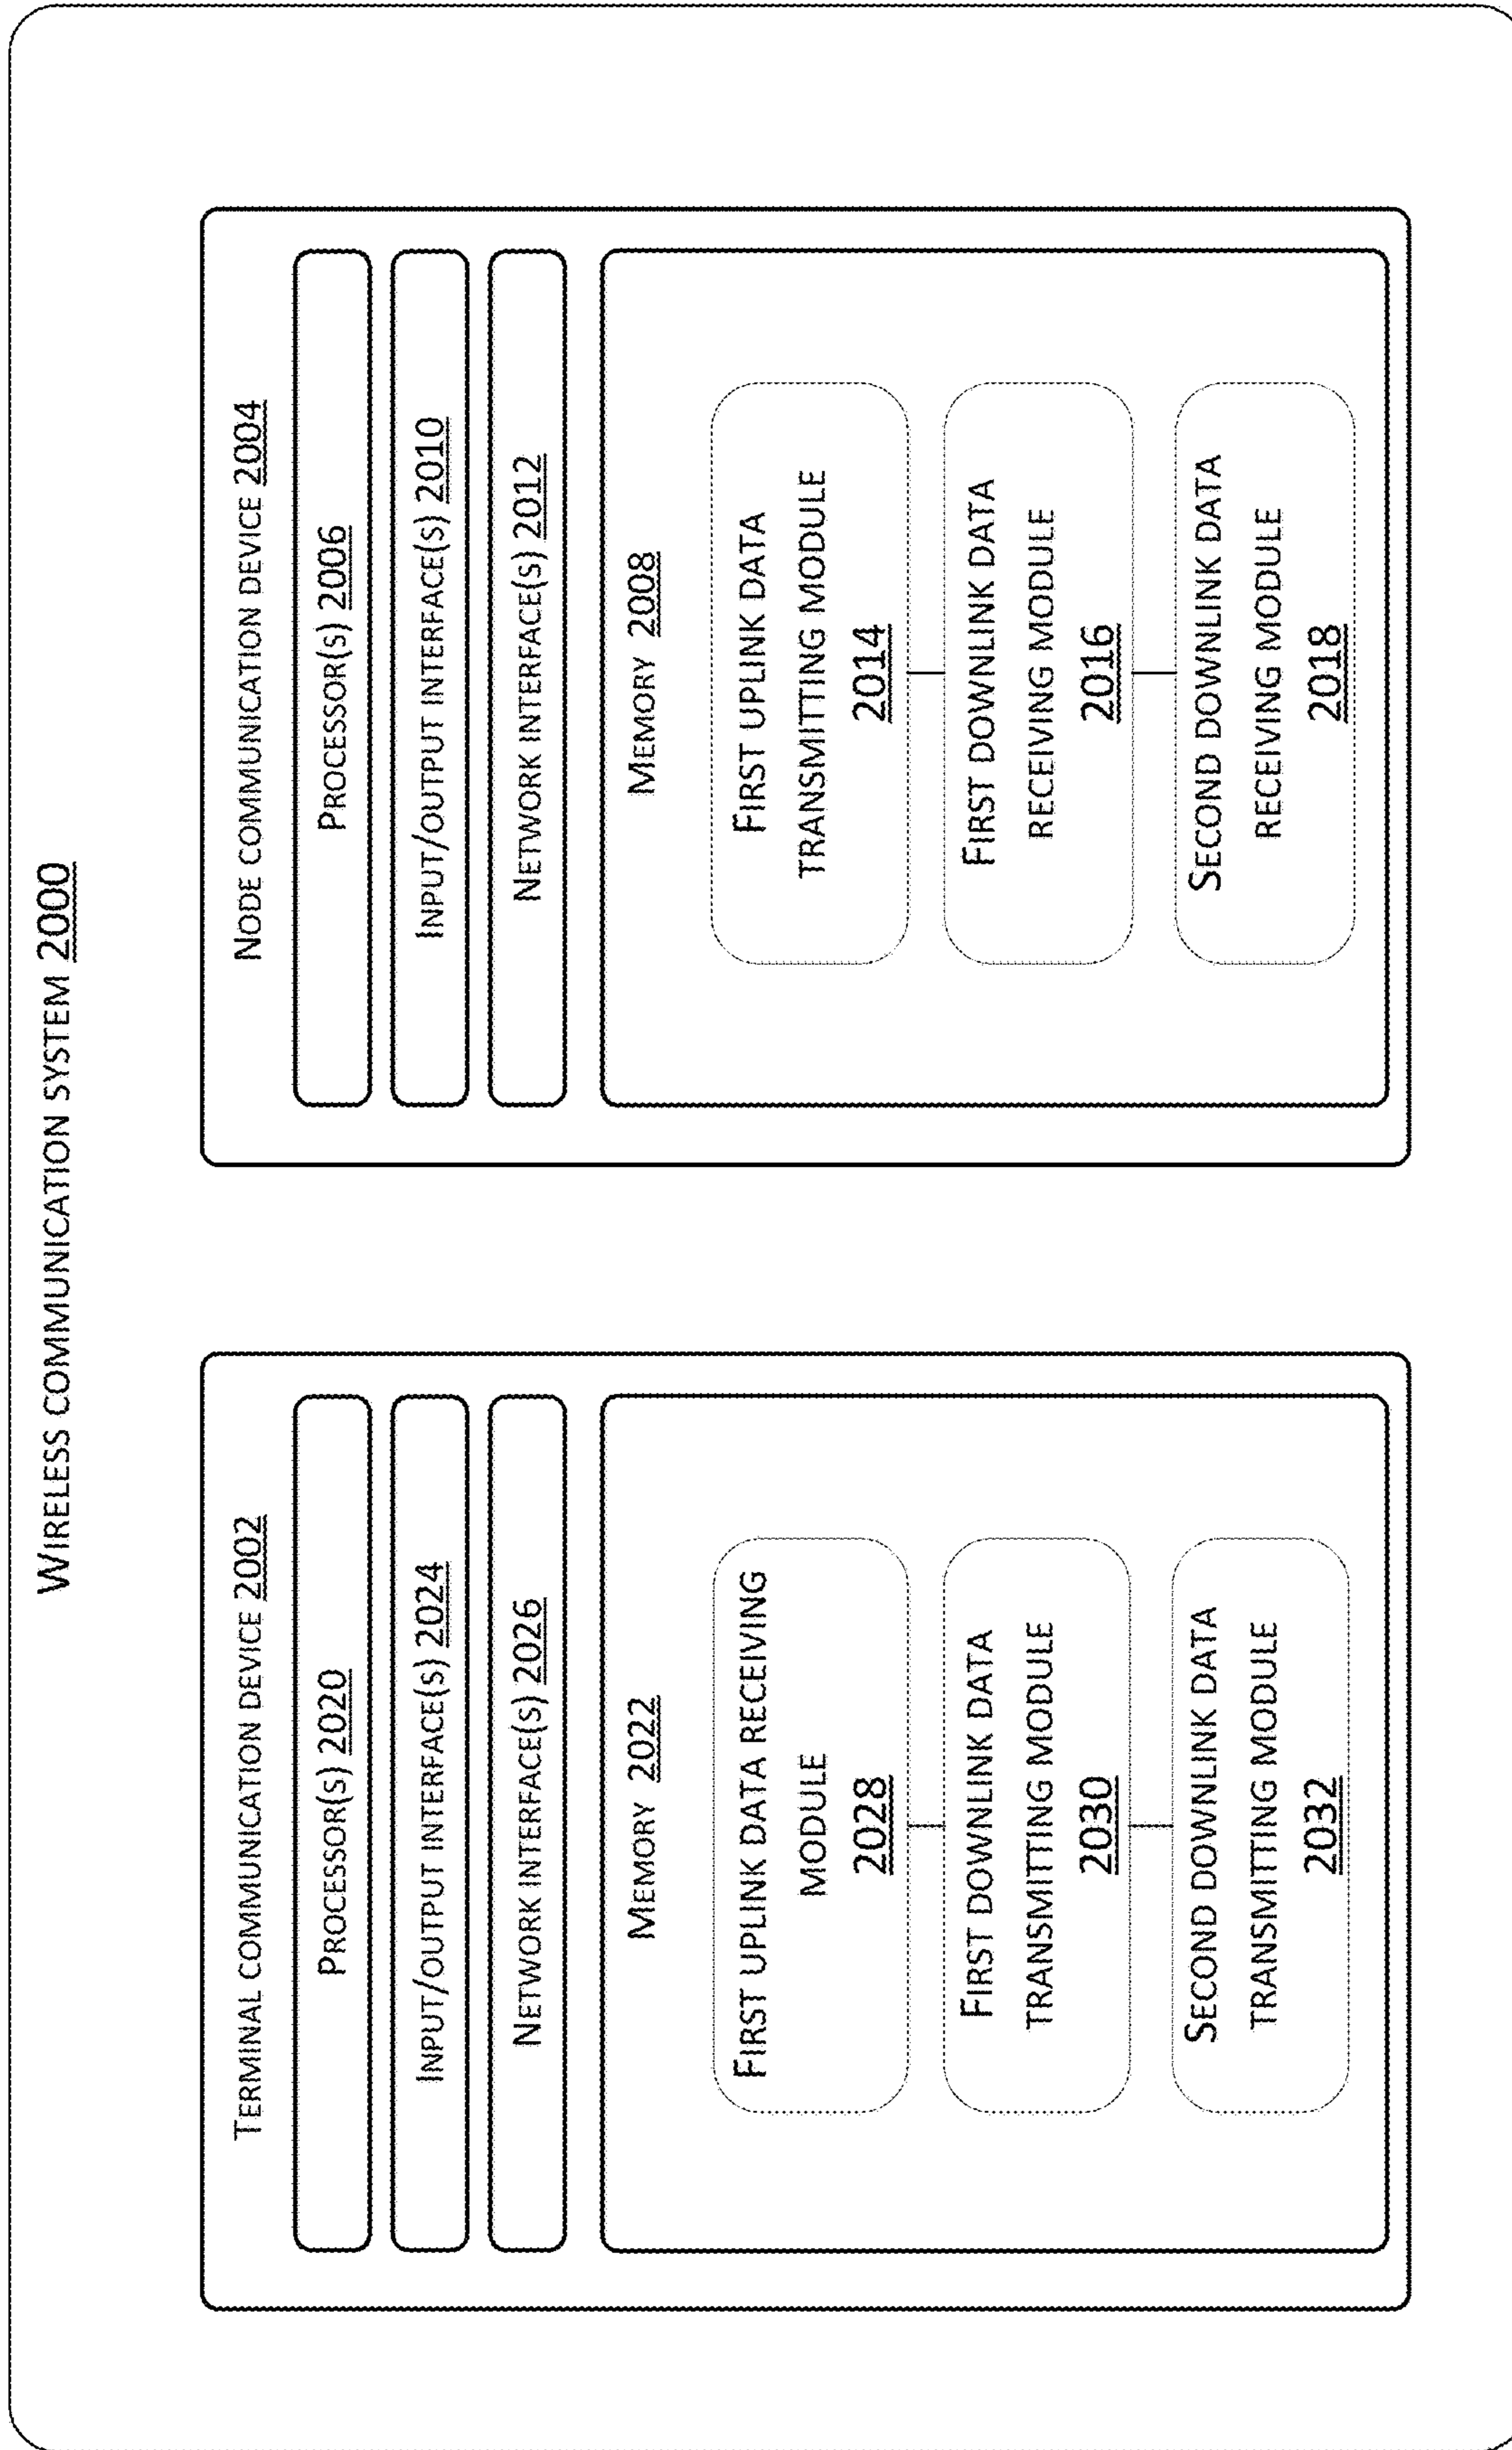 WIRELESS COMMUNICATION SYSTEM 2000
TERMINAL COMMUNICATION DEVICE 2002
PROCESSOR(S) 2020
INPUT/OUTPUT INTERFACE(S) 2024
NETWORK INTERFACE(S) 2026
MEMORY 2022
FIRST UPLINK DATA RECEIVING
MODULE
2028
FIRST DOWNLINK DATA
TRANSMITTING MODULE
2030
SECOND DOWNLINK DATA
TRANSMITTING MODULE
2032
NODE COMMUNICATION DEVICE 2004
PROCESSOR(S) 2006
INPUT/OUTPUT INTERFACE(S) 2010
NETWORK INTERFACE(S) 2012
MEMORY 2008
FIRST UPLINK DATA
TRANSMITTING MODULE
2014
FIRST DOWNLINK DATA
RECEIVING MODULE
2016
SECOND DOWNLINK DATA
RECEIVING MODULE
2018